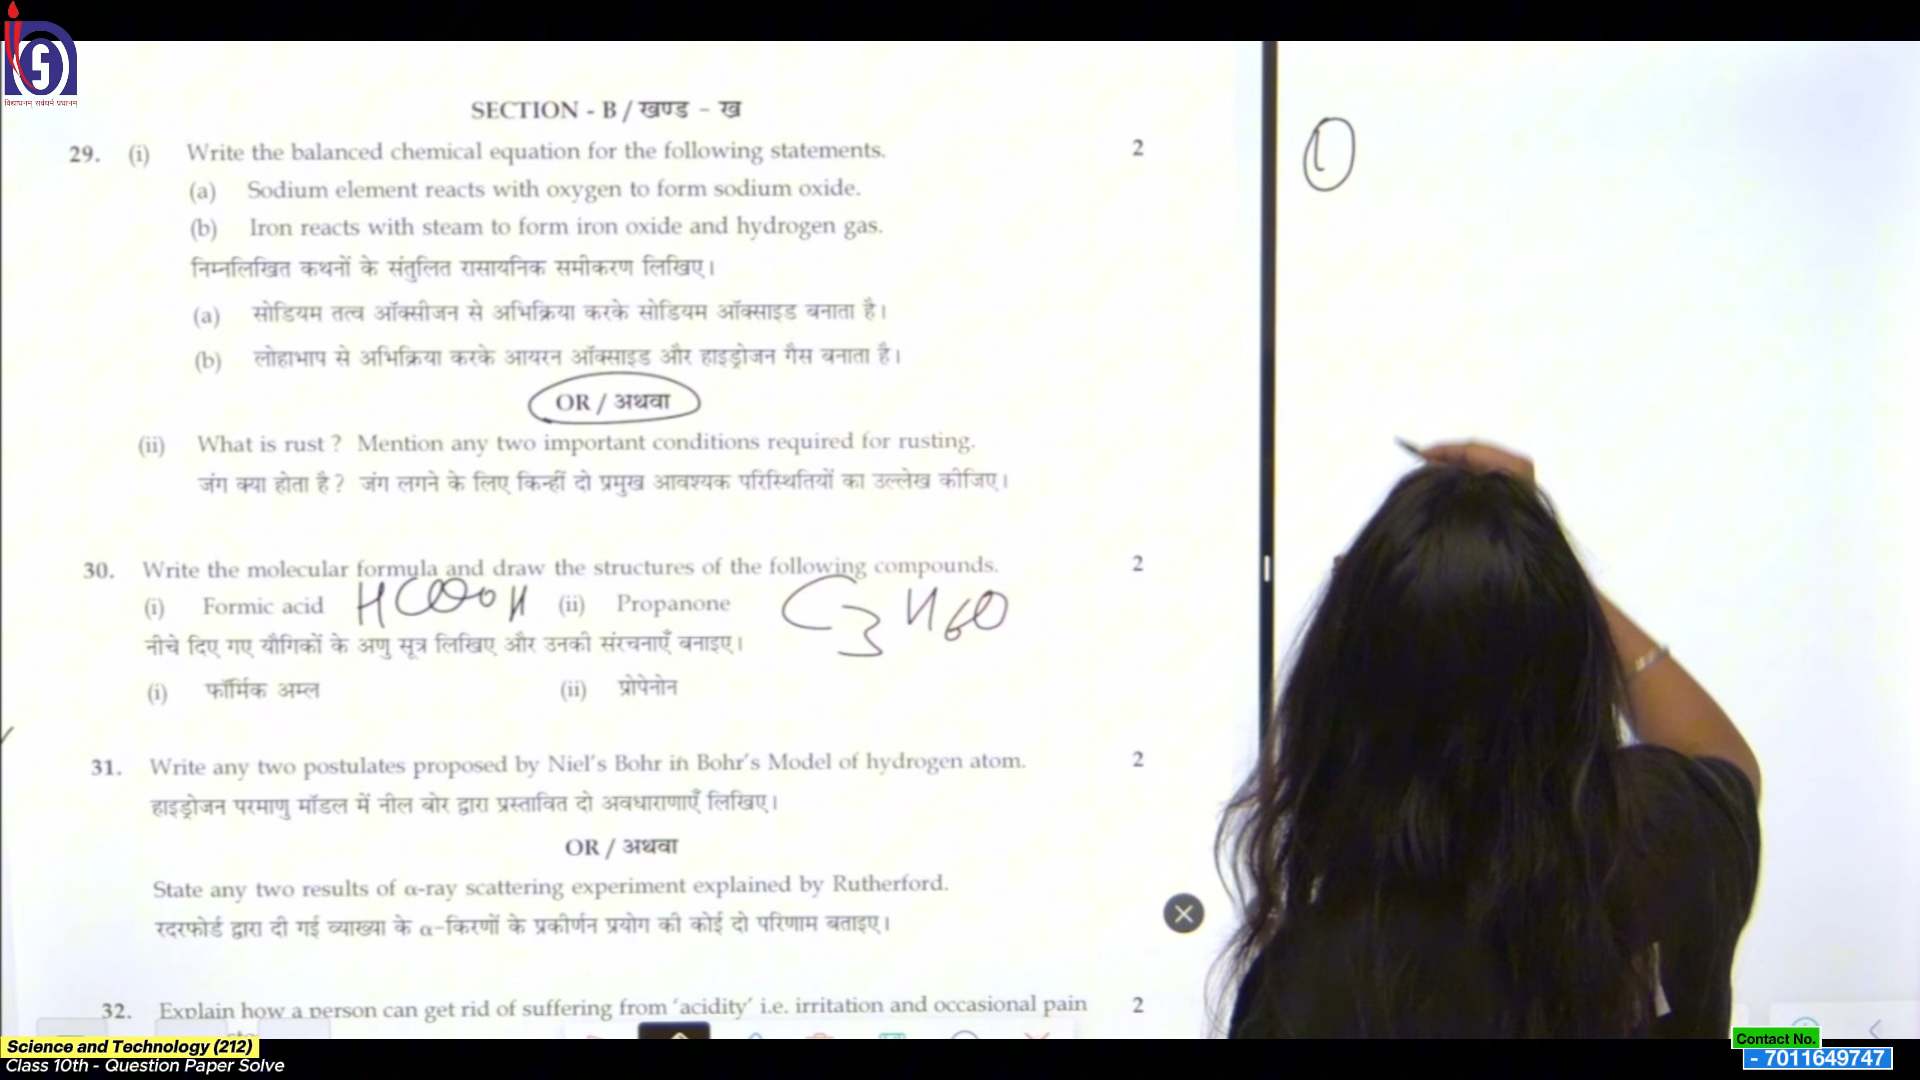 S
विद्याधनम् सर्वधर्म प्रधानम्
SECTION - B / खण्ड - ख
29. (i) Write the balanced chemical equation for the following statements. 2
(a) Sodium element reacts with oxygen to form sodium oxide.
(b) Iron reacts with steam to form iron oxide and hydrogen gas.
निम्नलिखित कथनों के संतुलित रासायनिक समीकरण लिखिए।
(a) सोडियम तत्व ऑक्सीजन से अभिक्रिया करके सोडियम ऑक्साइड बनाता है।
(b) लोहाभाप से अभिक्रिया करके आयरन ऑक्साइड और हाइड्रोजन गैस बनाता है।
OR / अथवा
(ii) What is rust ? Mention any two important conditions required for rusting.
जंग क्या होता है ? जंग लगने के लिए किन्हीं दो प्रमुख आवश्यक परिस्थितियों का उल्लेख कीजिए।
30. Write the molecular formula and draw the structures of the following compounds. 2
(i) Formic acid HCOOH (ii) Propanone C3H6O
नीचे दिए गए यौगिकों के अणु सूत्र लिखिए और उनकी संरचनाएँ बनाइए।
(i) फॉर्मिक अम्ल (ii) प्रोपेनोन
31. Write any two postulates proposed by Niel's Bohr in Bohr's Model of hydrogen atom. 2
हाइड्रोजन परमाणु मॉडल में नील बोर द्वारा प्रस्तावित दो अवधाराणाएँ लिखिए।
OR / अथवा
State any two results of α-ray scattering experiment explained by Rutherford.
रदरफोर्ड द्वारा दी गई व्याख्या के α-किरणों के प्रकीर्णन प्रयोग की कोई दो परिणाम बताइए।
32. Explain how a person can get rid of suffering from 'acidity' i.e. irritation and occasional pain 2
①
Science and Technology (212)
Class 10th - Question Paper Solve
Contact No.
- 7011649747